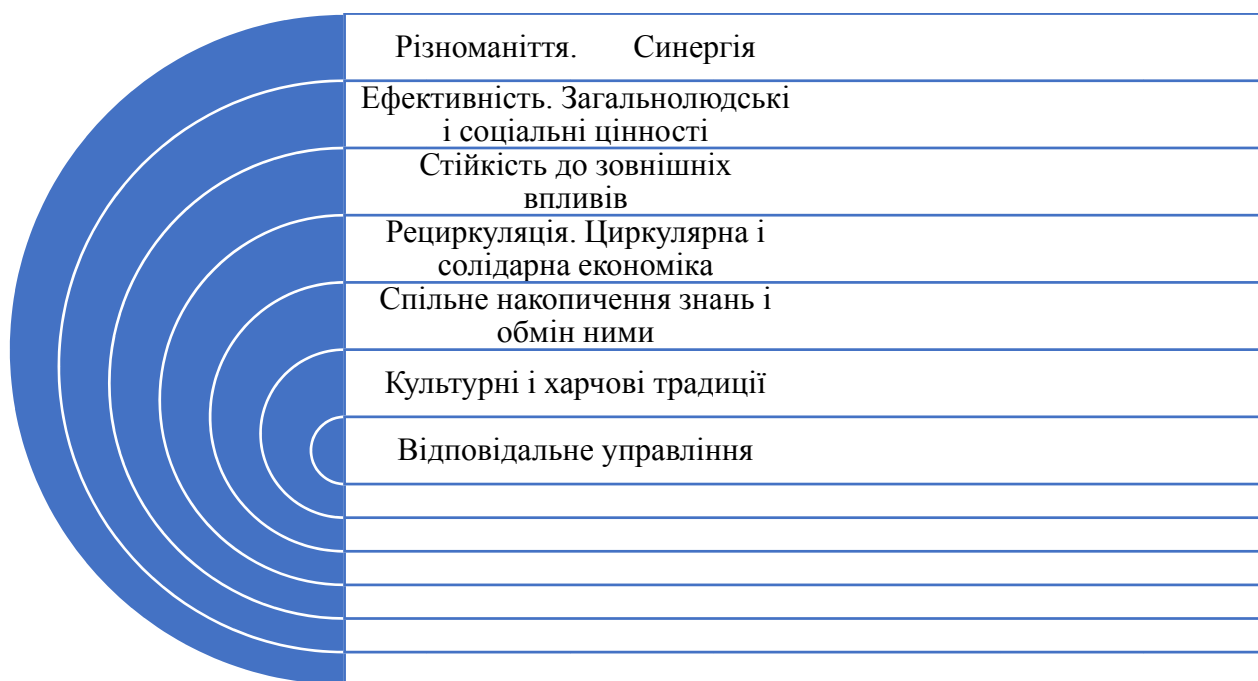 Різноманіття. Синергія
Ефективність. Загальнолюдські
і соціальні цінності
Стійкість до зовнішніх
впливів
Рециркуляція. Циркулярна і
солідарна економіка
Спільне накопичення знань і
обмін ними
Культурні і харчові традиції
Відповідальне управління